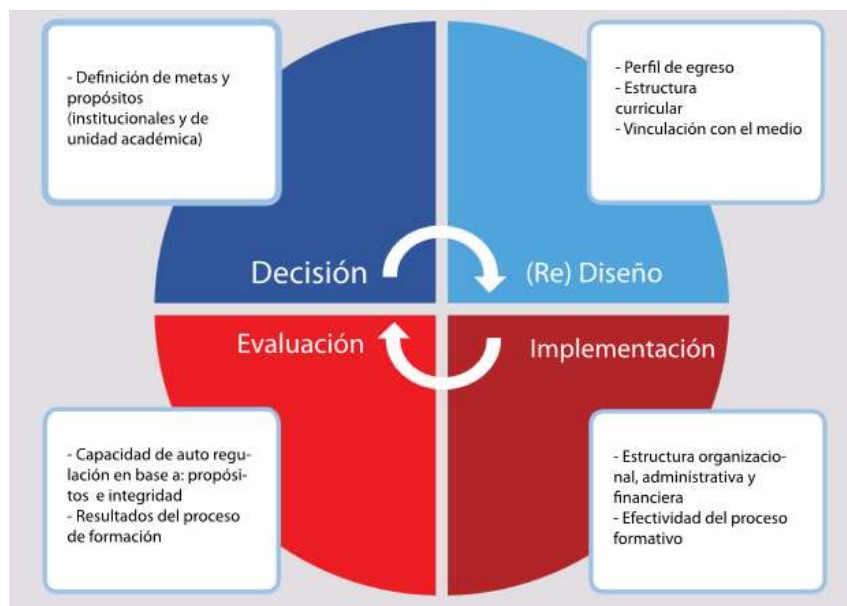 - Definición de metas y
propósitos
(institucionales y de
unidad académica)
- Perfil de egreso
- Estructura
curricular
- Vinculación con el medio
Decisión
(Re) Diseño
Evaluación
Implementación
- Capacidad de auto regu-
lación en base a: propósi-
tos e integridad
- Resultados del proceso
de formación
- Estructura organizacio-
nal, administrativa y
financiera
- Efectividad del proceso
formativo